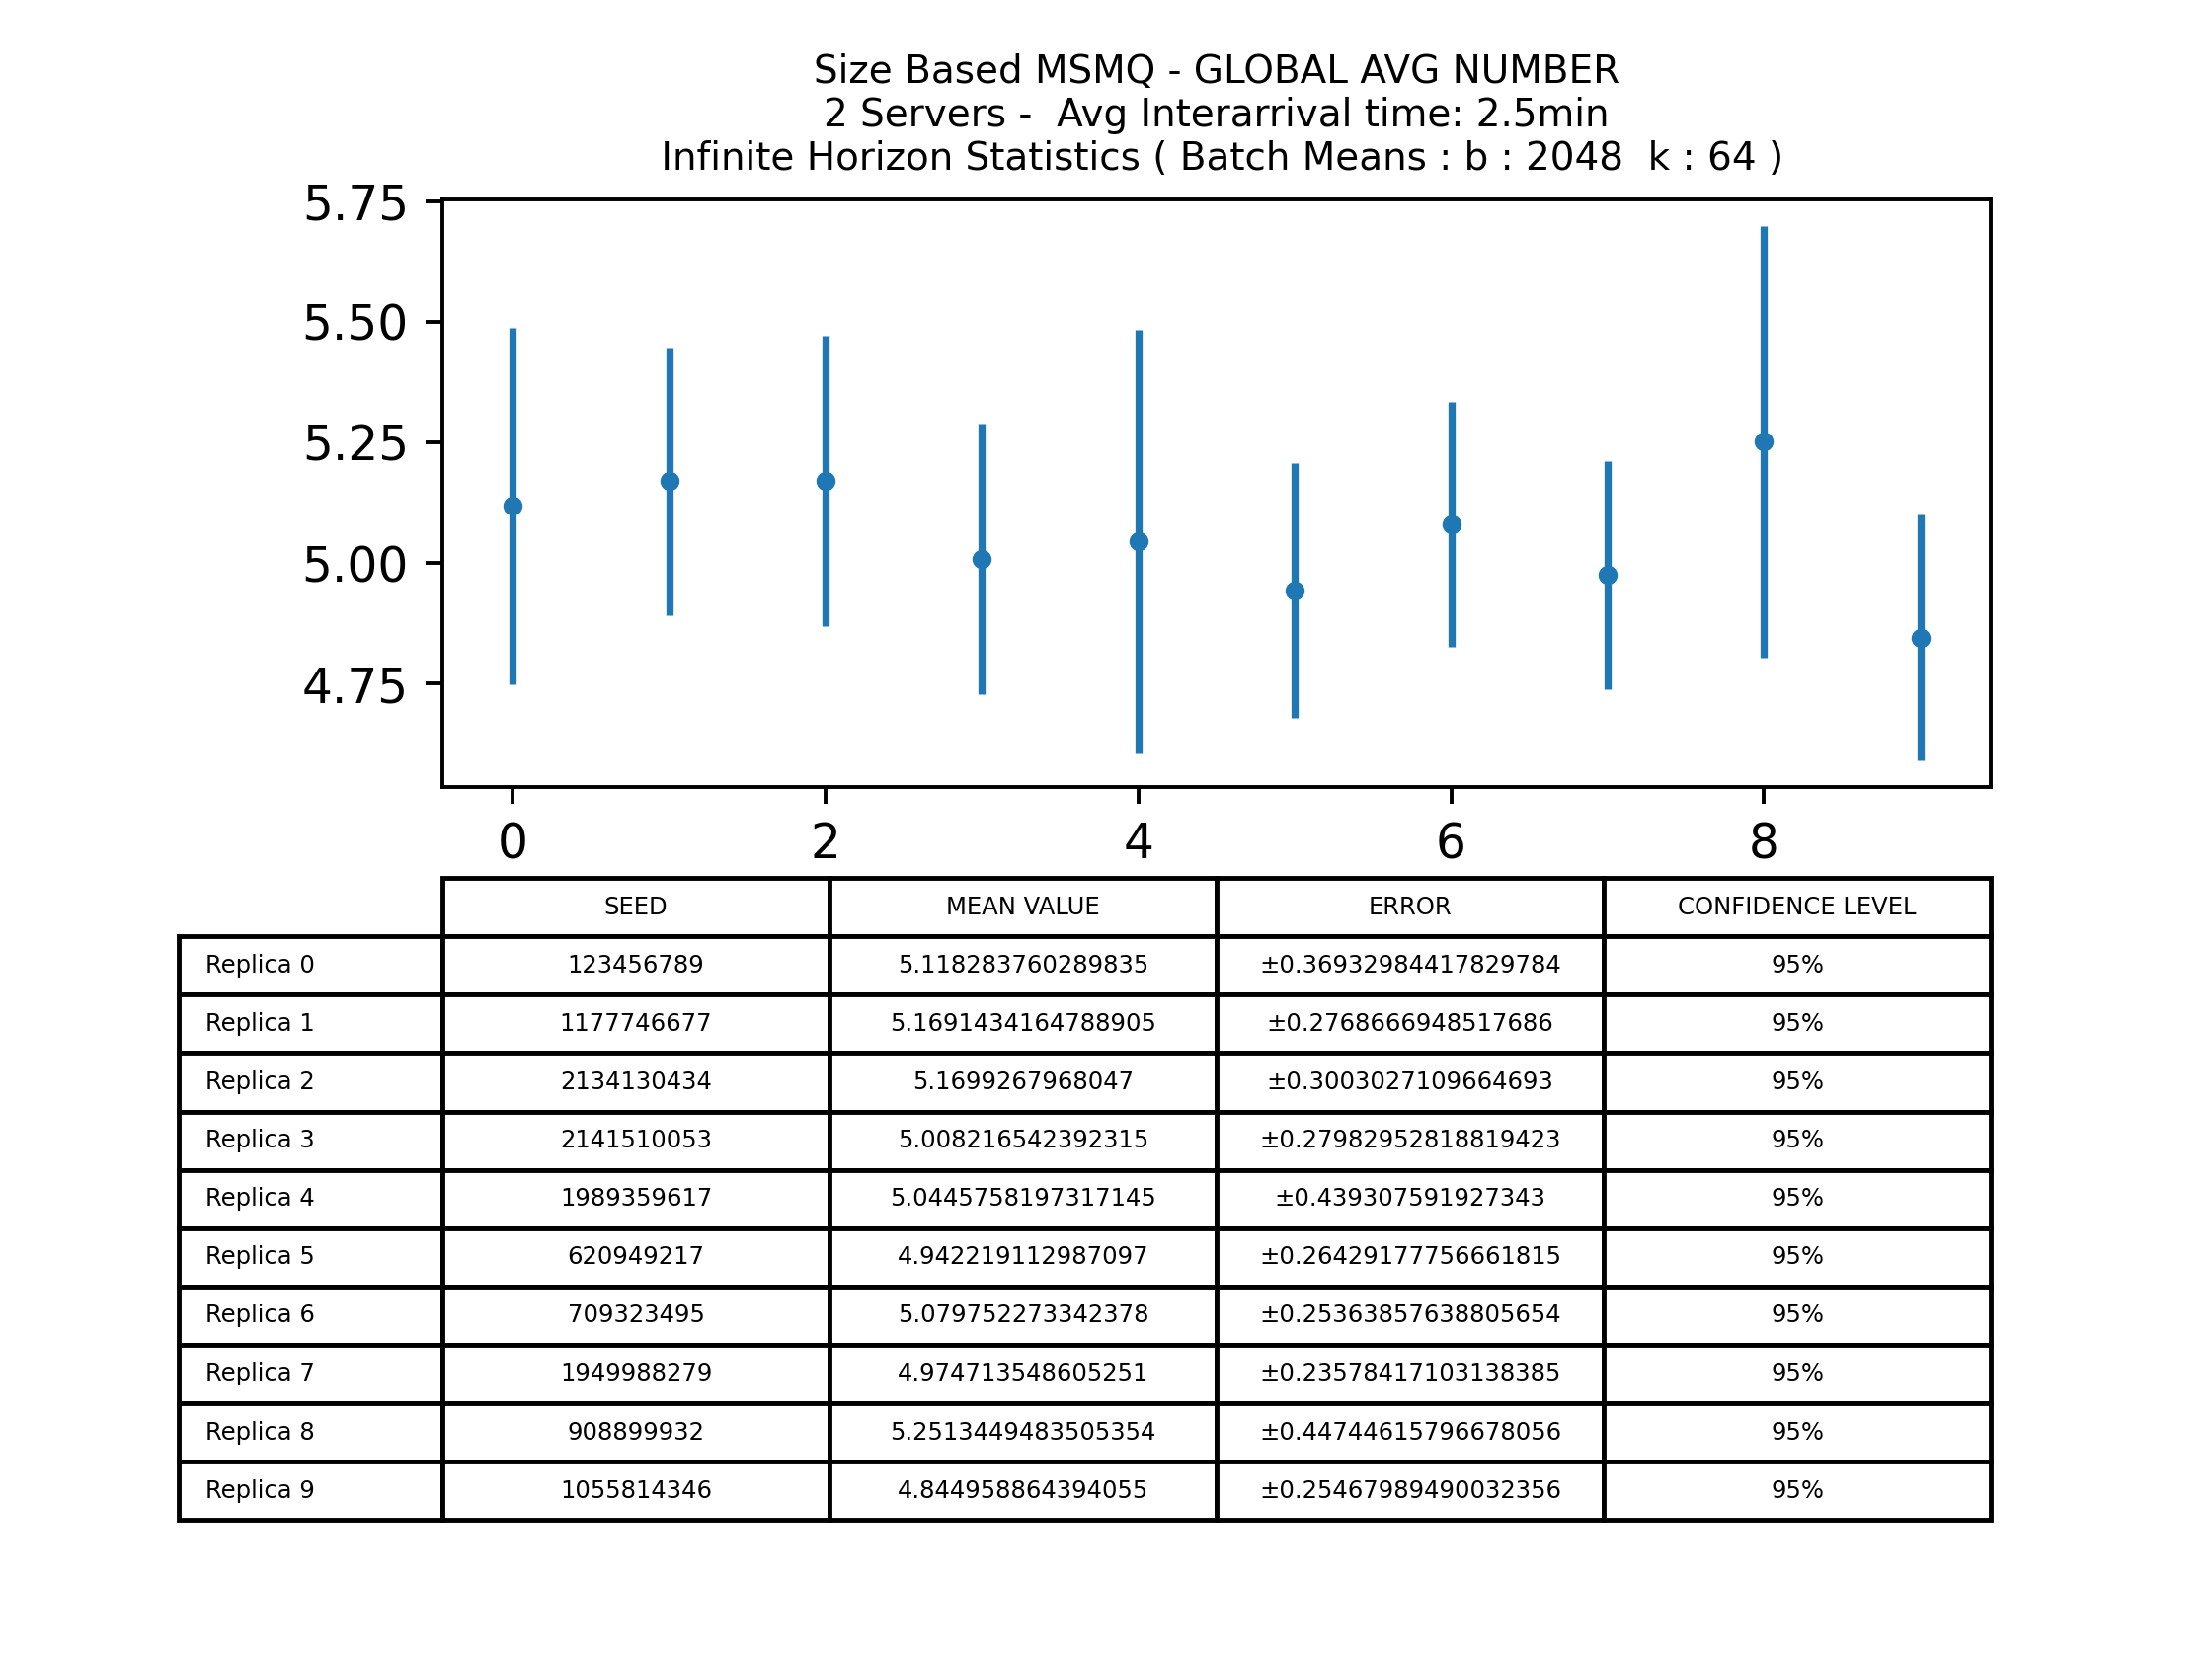 Size Based MSMQ - GLOBAL AVG NUMBER
2 Servers -  Avg Interarrival time: 2.5min
Infinite Horizon Statistics ( Batch Means : b : 2048  k : 64 )
5.75
5.50
5.25
5.00
4.75
0 2 4 6 8
SEED MEAN VALUE ERROR CONFIDENCE LEVEL
Replica 0 123456789 5.118283760289835 ±0.36932984417829784 95%
Replica 1 1177746677 5.1691434164788905 ±0.2768666948517686 95%
Replica 2 2134130434 5.1699267968047 ±0.3003027109664693 95%
Replica 3 2141510053 5.008216542392315 ±0.27982952818819423 95%
Replica 4 1989359617 5.0445758197317145 ±0.439307591927343 95%
Replica 5 620949217 4.942219112987097 ±0.26429177756661815 95%
Replica 6 709323495 5.079752273342378 ±0.25363857638805654 95%
Replica 7 1949988279 4.974713548605251 ±0.23578417103138385 95%
Replica 8 908899932 5.2513449483505354 ±0.44744615796678056 95%
Replica 9 1055814346 4.844958864394055 ±0.25467989490032356 95%